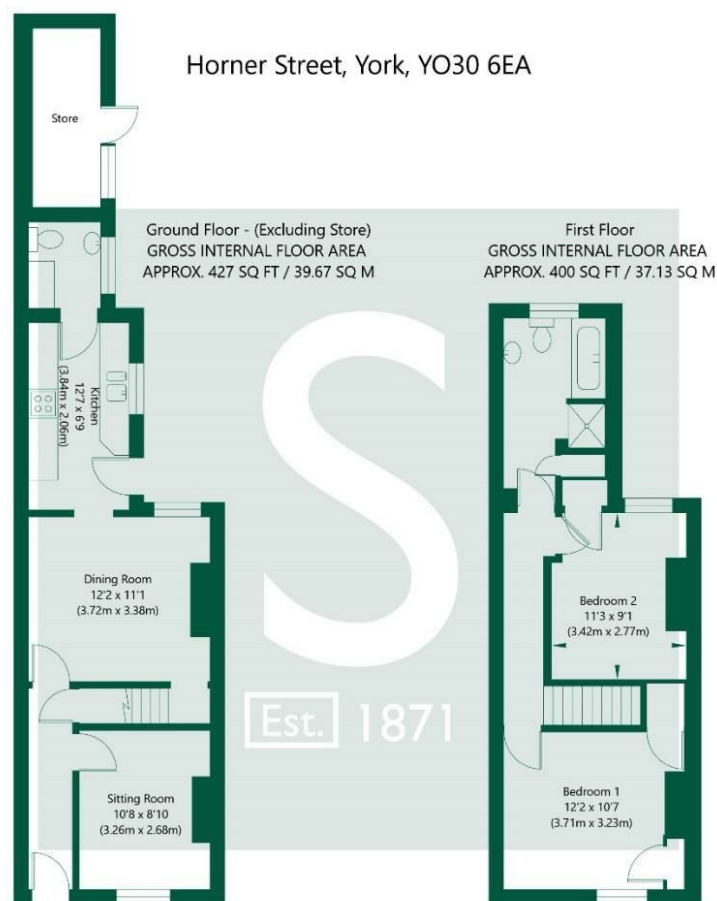 Horner Street, York, YO30 6EA
Store
Ground Floor - (Excluding Store)
GROSS INTERNAL FLOOR AREA
APPROX. 427 SQ FT / 39.67 SQ M
First Floor
GROSS INTERNAL FLOOR AREA
APPROX. 400 SQ FT / 37.13 SQ M
Kitchen
12'7 x 6'9
(3.84m x 2.06m)
Dining Room
12'2 x 11'1
(3.72m x 3.38m)
Bedroom 2
11'3 x 9'1
(3.42m x 2.77m)
S
Est. 1871
Sitting Room
10'8 x 8'10
(3.26m x 2.68m)
Bedroom 1
12'2 x 10'7
(3.71m x 3.23m)